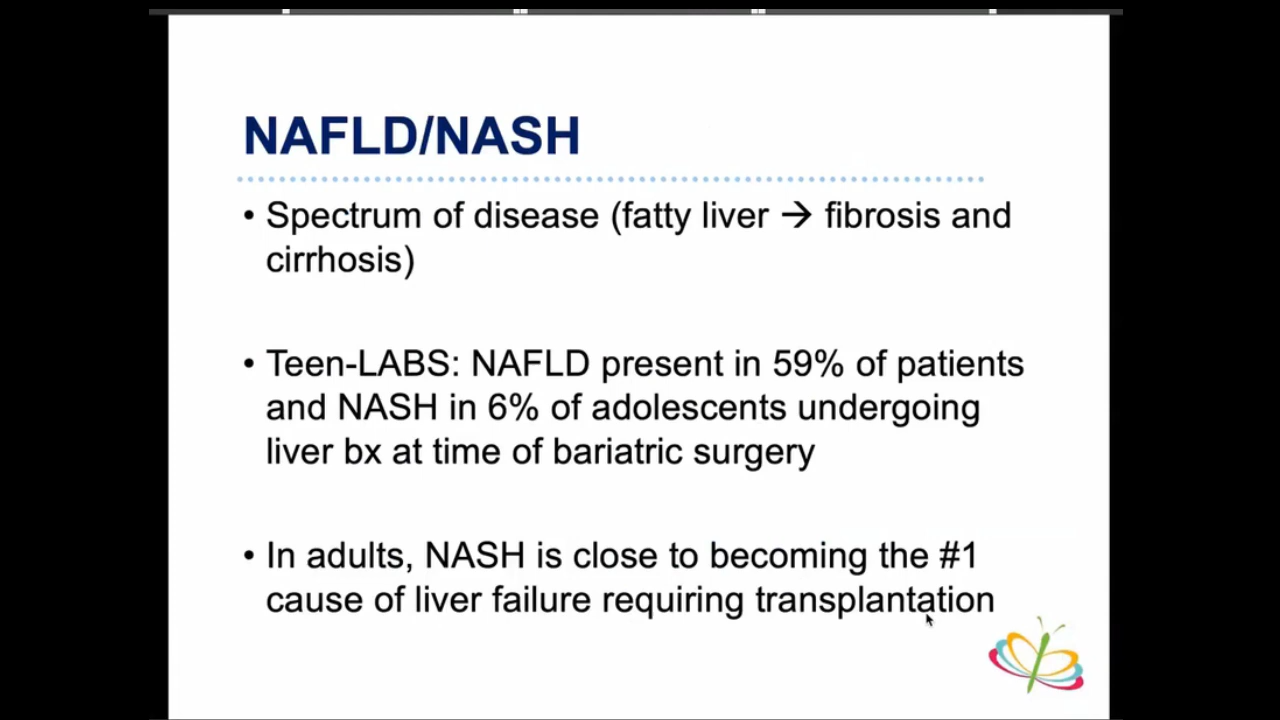 NAFLD/NASH
• Spectrum of disease (fatty liver → fibrosis and
cirrhosis)
• Teen-LABS: NAFLD present in 59% of patients
and NASH in 6% of adolescents undergoing
liver bx at time of bariatric surgery
• In adults, NASH is close to becoming the #1
cause of liver failure requiring transplantation